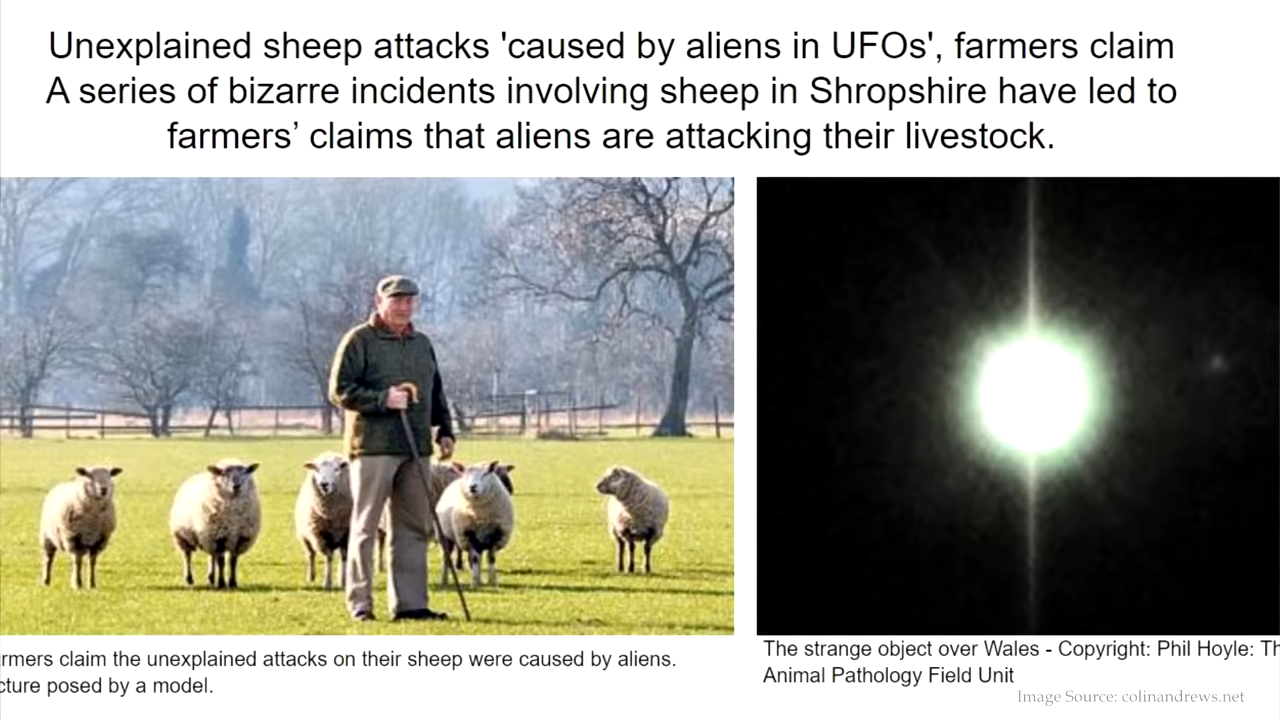 Unexplained sheep attacks 'caused by aliens in UFOs', farmers claim
A series of bizarre incidents involving sheep in Shropshire have led to
farmers’ claims that aliens are attacking their livestock.
rmers claim the unexplained attacks on their sheep were caused by aliens.
cture posed by a model.
The strange object over Wales - Copyright: Phil Hoyle: Th
Animal Pathology Field Unit
Image Source: colinandrews.net